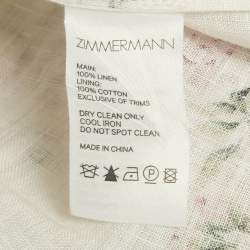 ZIMMERMANN
MAIN:
100% LINEN
LINING:
100% COTTON
EXCLUSIVE OF TRIMS
DRY CLEAN ONLY
COOL IRON
DO NOT SPOT CLEAN
MADE IN CHINA
P